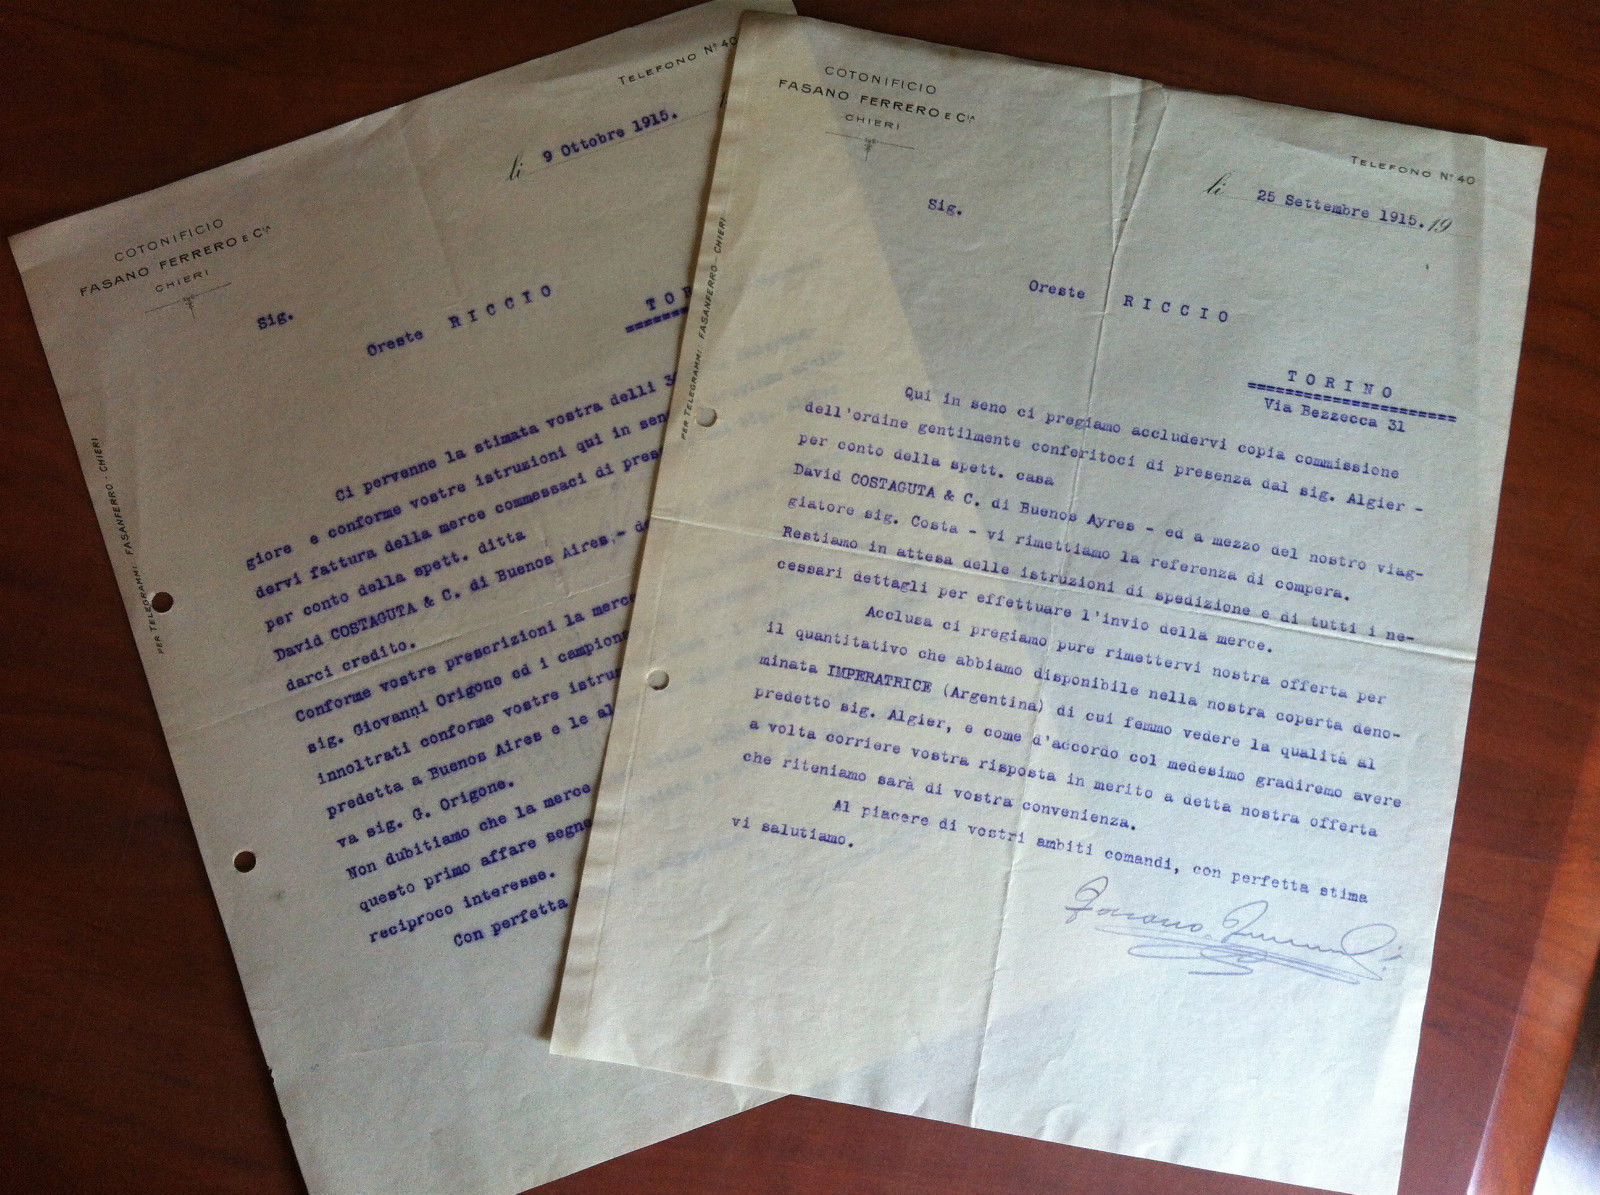 COTONIFICIO
FASANO FERRERO E Cia
CHIERI
TELEFONO N° 40
li 9 Ottobre 1915.
Sig.
Oreste RICCIO
Ci pervenne la stimata vostra delli
giore e conforme vostre istruzioni qui in
dervi fattura della merce commessaci di
per conto della spett. ditta
David COSTAGUTA & C. di Buenos Aires, -
darci credito.
Conforme vostre prescrizioni la merce
sig. Giovanni Origone ed i
innoltrati conforme vostre
predetta a Buenos Aires e le
va sig. G. Origone.
Non dubitiamo che la merce
questo primo affare
reciproco interesse.
Con perfetta
PER TELEGRAMMI: FASANFERRO - CHIERI
COTONIFICIO
FASANO FERRERO E Cia
CHIERI
TELEFONO N° 40
li 25 Settembre 1915. 19
Sig.
Oreste RICCIO
TORINO
Via Bezzecca 31
Qui in seno ci pregiamo accludervi copia commissione
dell'ordine gentilmente conferitoci di presenza dal sig. Algier -
per conto della spett. casa
David COSTAGUTA & C. di Buenos Ayres - ed a mezzo del nostro viag-
giatore sig. Costa - vi rimettiamo la referenza di compera.
Restiamo in attesa delle istruzioni di spedizione e di tutti i ne-
cessari dettagli per effettuare l'invio della merce.
Acclusa ci pregiamo pure rimettervi nostra offerta per
il quantitativo che abbiamo disponibile nella nostra coperta deno-
minata IMPERATRICE (Argentina) di cui femmo vedere la qualità al
predetto sig. Algier, e come d'accordo col medesimo gradiremo avere
a volta corriere vostra risposta in merito a detta nostra offerta
che riteniamo sarà di vostra convenienza.
Al piacere di vostri ambiti comandi, con perfetta stima
vi salutiamo.
PER TELEGRAMMI: FASANFERRO - CHIERI